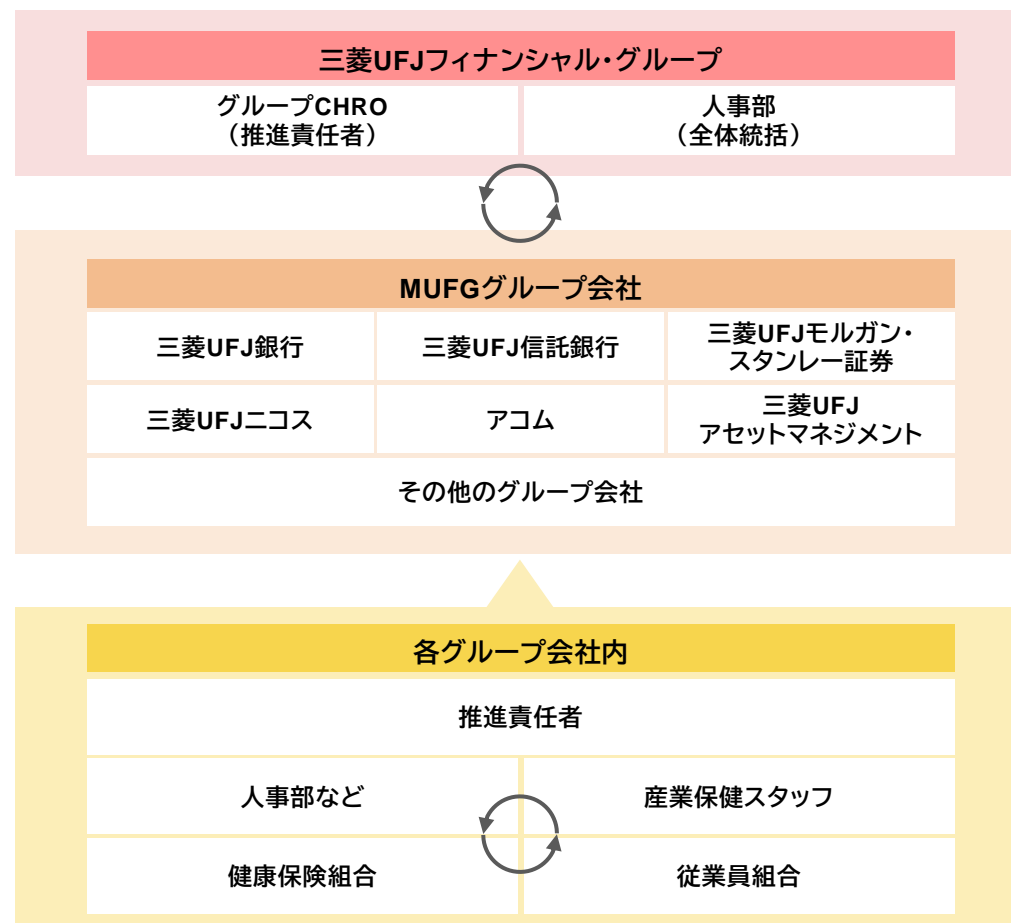 三菱UFJフィナンシャル・グループ
グループCHRO
（推進責任者）
人事部
（全体統括）
MUFGグループ会社
三菱UFJ銀行
三菱UFJ信託銀行
三菱UFJモルガン・
スタンレー証券
三菱UFJニコス
アコム
三菱UFJ
アセットマネジメント
その他のグループ会社
各グループ会社内
推進責任者
人事部など
産業保健スタッフ
健康保険組合
従業員組合